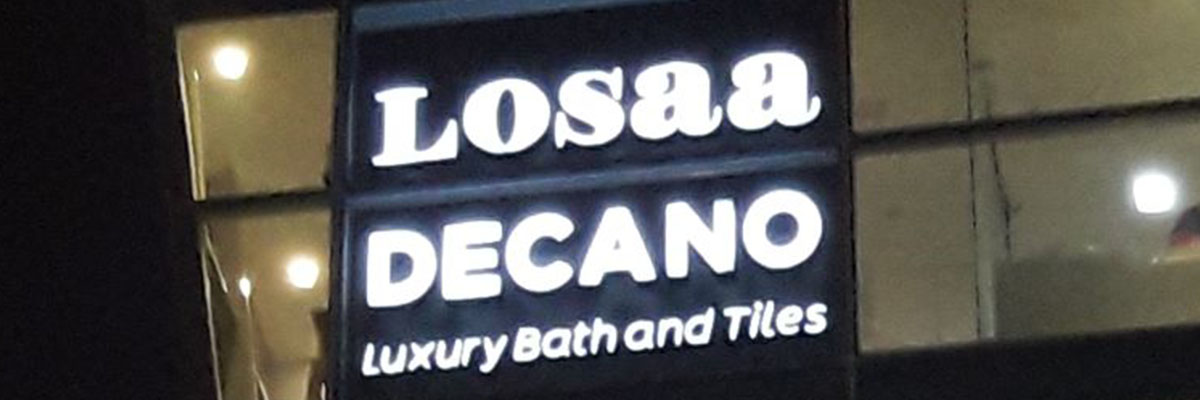 Losaa
DECANO
Luxury Bath and Tiles